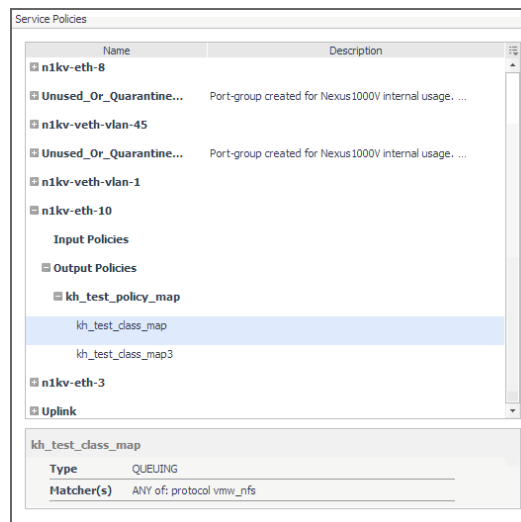 Service Policies
Name Description
n1kv-eth-8
Unused_Or_Quarantine... Port-group created for Nexus1000V internal usage. ...
n1kv-veth-vlan-45
Unused_Or_Quarantine... Port-group created for Nexus1000V internal usage. ...
n1kv-veth-vlan-1
n1kv-eth-10
Input Policies
Output Policies
kh_test_policy_map
kh_test_class_map
kh_test_class_map3
n1kv-eth-3
Uplink
kh_test_class_map
Type QUEUING
Matcher(s) ANY of: protocol vmw_nfs